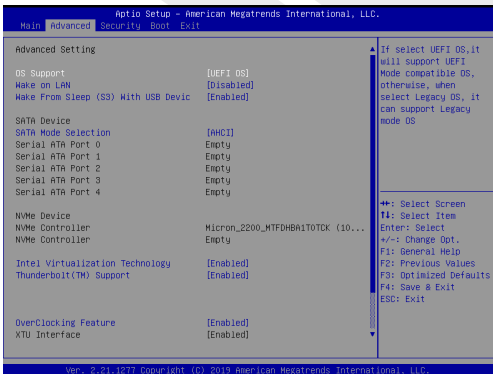 Aptio Setup – American Megatrends International, LLC.
Main Advanced Security Boot Exit
Advanced Setting
OS Support [UEFI OS]
Wake on LAN [Disabled]
Wake From Sleep (S3) With USB Devic [Enabled]
SATA Device
SATA Mode Selection [AHCI]
Serial ATA Port 0 Empty
Serial ATA Port 1 Empty
Serial ATA Port 2 Empty
Serial ATA Port 3 Empty
Serial ATA Port 4 Empty
NVMe Device
NVMe Controller Micron_2200_MTFDHBA1T0TCK (10...
NVMe Controller Empty
Intel Virtualization Technology [Enabled]
Thunderbolt(TM) Support [Enabled]
OverClocking Feature [Enabled]
XTU Interface [Enabled]
If select UEFI OS,it
will support UEFI
Mode compatible OS,
otherwise, when
select Legacy OS, it
can support Legacy
mode OS
→←: Select Screen
↑↓: Select Item
Enter: Select
+/-: Change Opt.
F1: General Help
F2: Previous Values
F3: Optimized Defaults
F4: Save & Exit
ESC: Exit
Ver. 2.21.1277 Copyright (C) 2019 American Megatrends International, LLC.